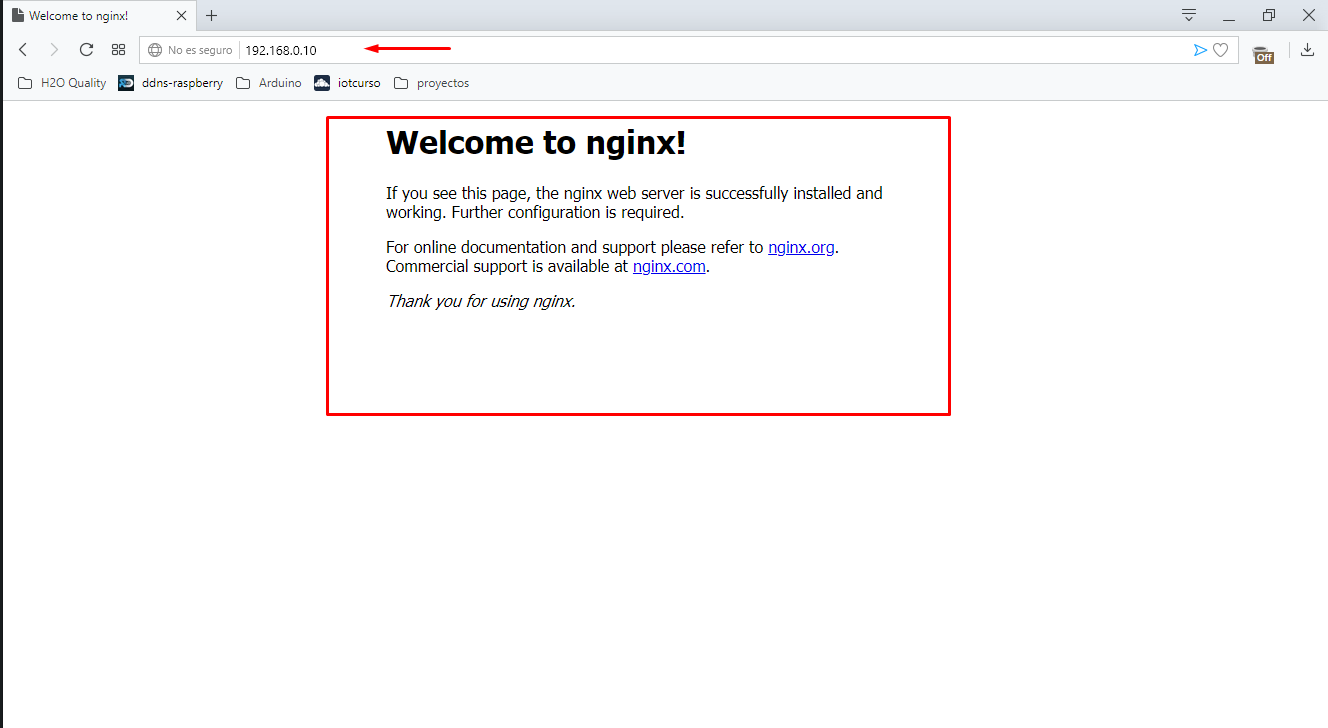 Welcome to nginx!
No es seguro 192.168.0.10
Off
H2O Quality ddns-raspberry Arduino iotcurso proyectos
Welcome to nginx!
If you see this page, the nginx web server is successfully installed and
working. Further configuration is required.
For online documentation and support please refer to nginx.org.
Commercial support is available at nginx.com.
Thank you for using nginx.